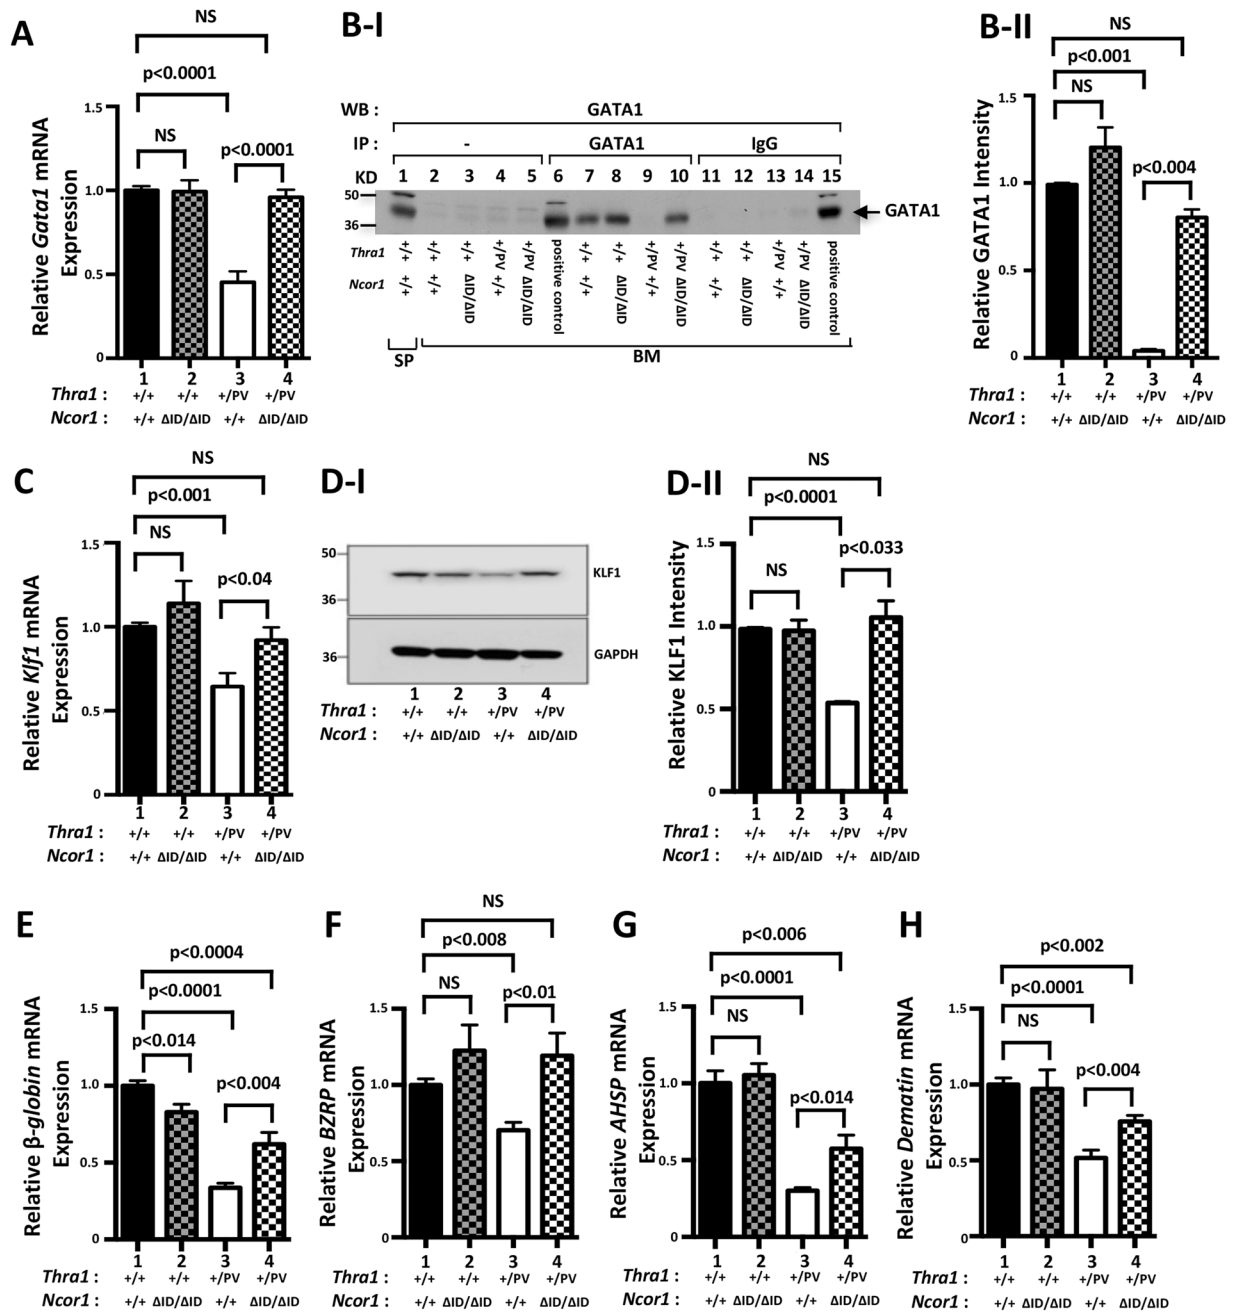 A
NS
p<0.0001
NS
p<0.0001
Relative Gata1 mRNA
Expression
1.5
1.0
0.5
0
1 2 3 4
Thra1 : +/+ +/+ +/PV +/PV
Ncor1 : +/+ ΔID/ΔID +/+ ΔID/ΔID
B-I
WB : GATA1
IP : - GATA1 IgG
KD 1 2 3 4 5 6 7 8 9 10 11 12 13 14 15
50
36
GATA1
Thra1 +/+ +/+ +/+ +/PV +/PV positive control +/+ +/+ +/PV +/PV +/+ +/+ +/PV +/PV positive control
Ncor1 +/+ +/+ ΔID/ΔID +/+ ΔID/ΔID +/+ ΔID/ΔID +/+ ΔID/ΔID +/+ ΔID/ΔID +/+ ΔID/ΔID
SP BM
B-II
NS
p<0.001
NS
p<0.004
Relative GATA1 Intensity
1.5
1.0
0.5
0
1 2 3 4
Thra1 : +/+ +/+ +/PV +/PV
Ncor1 : +/+ ΔID/ΔID +/+ ΔID/ΔID
C
NS
p<0.001
NS
p<0.04
Relative Klf1 mRNA
Expression
1.5
1.0
0.5
0
1 2 3 4
Thra1 : +/+ +/+ +/PV +/PV
Ncor1 : +/+ ΔID/ΔID +/+ ΔID/ΔID
D-I
50
KLF1
36
36
GAPDH
1 2 3 4
Thra1 : +/+ +/+ +/PV +/PV
Ncor1 : +/+ ΔID/ΔID +/+ ΔID/ΔID
D-II
NS
p<0.0001
NS
p<0.033
Relative KLF1 Intensity
1.5
1.0
0.5
0
1 2 3 4
Thra1 : +/+ +/+ +/PV +/PV
Ncor1 : +/+ ΔID/ΔID +/+ ΔID/ΔID
E
p<0.0004
p<0.0001
p<0.014
p<0.004
Relative β-globin mRNA
Expression
1.5
1.0
0.5
0
1 2 3 4
Thra1 : +/+ +/+ +/PV +/PV
Ncor1 : +/+ ΔID/ΔID +/+ ΔID/ΔID
F
NS
p<0.008
NS
p<0.01
Relative BZRP mRNA
Expression
1.5
1.0
0.5
0
1 2 3 4
Thra1 : +/+ +/+ +/PV +/PV
Ncor1 : +/+ ΔID/ΔID +/+ ΔID/ΔID
G
p<0.006
p<0.0001
NS
p<0.014
Relative AHSP mRNA
Expression
1.5
1.0
0.5
0
1 2 3 4
Thra1 : +/+ +/+ +/PV +/PV
Ncor1 : +/+ ΔID/ΔID +/+ ΔID/ΔID
H
p<0.002
p<0.0001
NS
p<0.004
Relative Dematin mRNA
Expression
1.5
1.0
0.5
0
1 2 3 4
Thra1 : +/+ +/+ +/PV +/PV
Ncor1 : +/+ ΔID/ΔID +/+ ΔID/ΔID